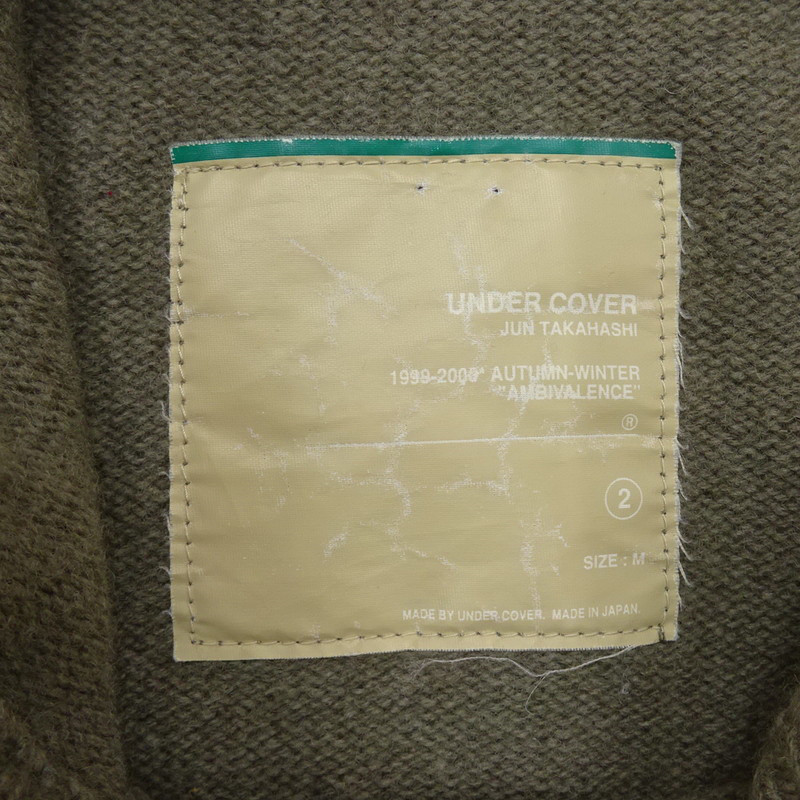 UNDER COVER
JUN TAKAHASHI
1999-2000 AUTUMN-WINTER
"AMBIVALENCE"
®
2
SIZE : M
MADE BY UNDER COVER. MADE IN JAPAN.